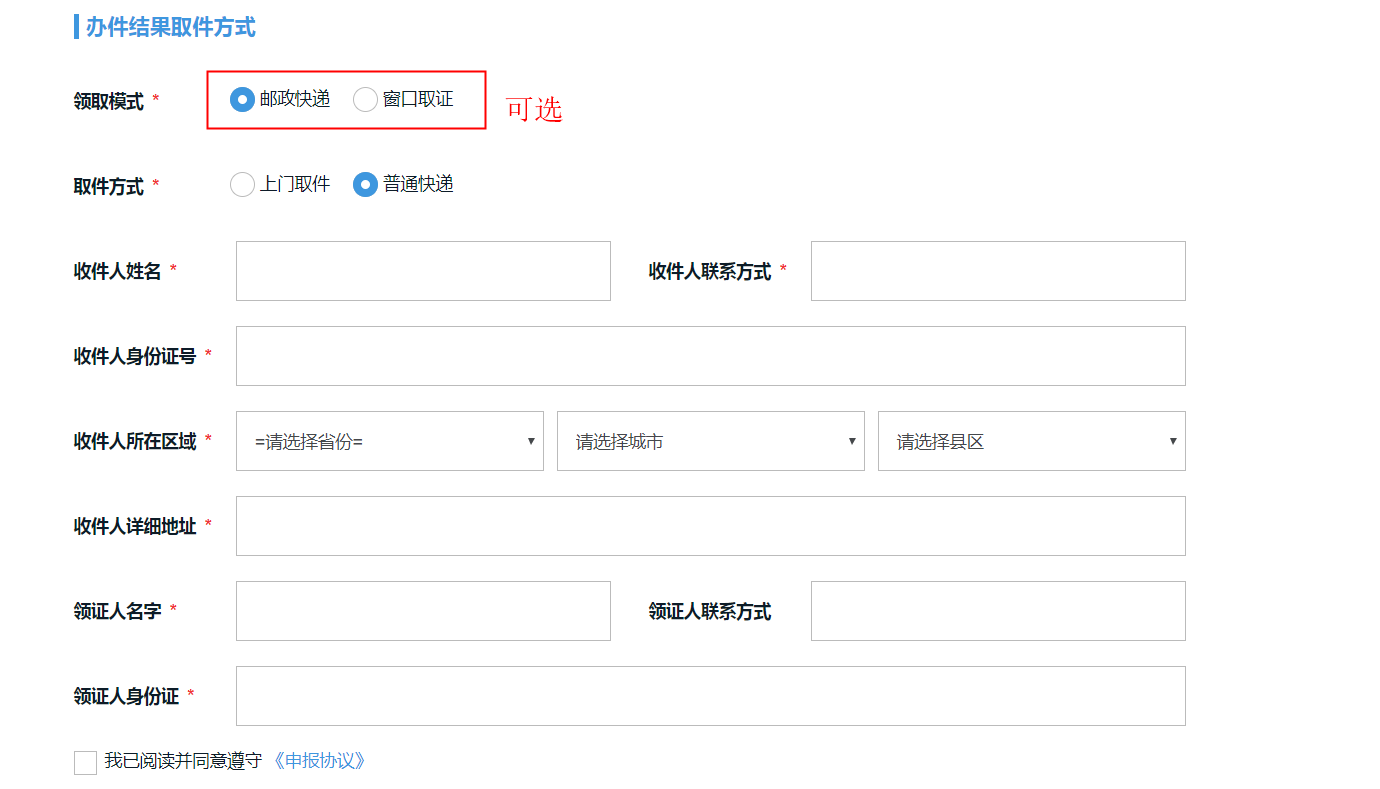 办件结果取件方式
领取模式 * 邮政快递 窗口取证 可选
取件方式 * 上门取件 普通快递
收件人姓名 * 收件人联系方式 *
收件人身份证号 *
收件人所在区域 * =请选择省份= 请选择城市 请选择县区
收件人详细地址 *
领证人名字 * 领证人联系方式
领证人身份证 *
我已阅读并同意遵守《申报协议》